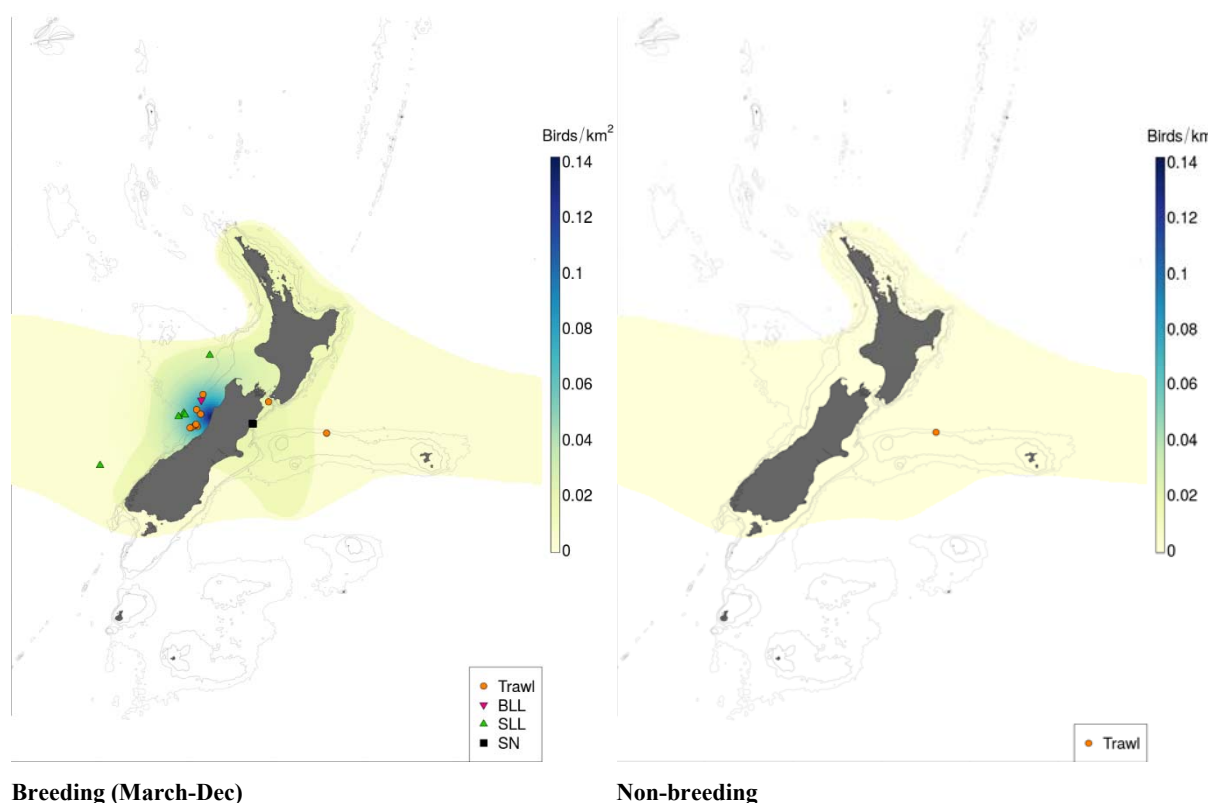 Birds/km²
0.14
0.12
0.1
0.08
0.06
0.04
0.02
0
Trawl
BLL
SLL
SN
Breeding (March-Dec)
Birds/km
0.14
0.12
0.1
0.08
0.06
0.04
0.02
0
Trawl
Non-breeding